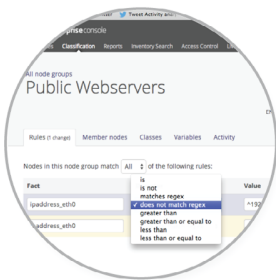 Tweet Activity
console
Classification Reports Inventory Search Access Control
All node groups
Public Webservers
Rules (1 change) Member nodes Classes Variables Activity
Nodes in this node group match All of the following rules:
Fact Value
is
is not
matches regex
ipaddress_eth0 ✓ does not match regex ^192
greater than
greater than or equal to
less than
less than or equal to